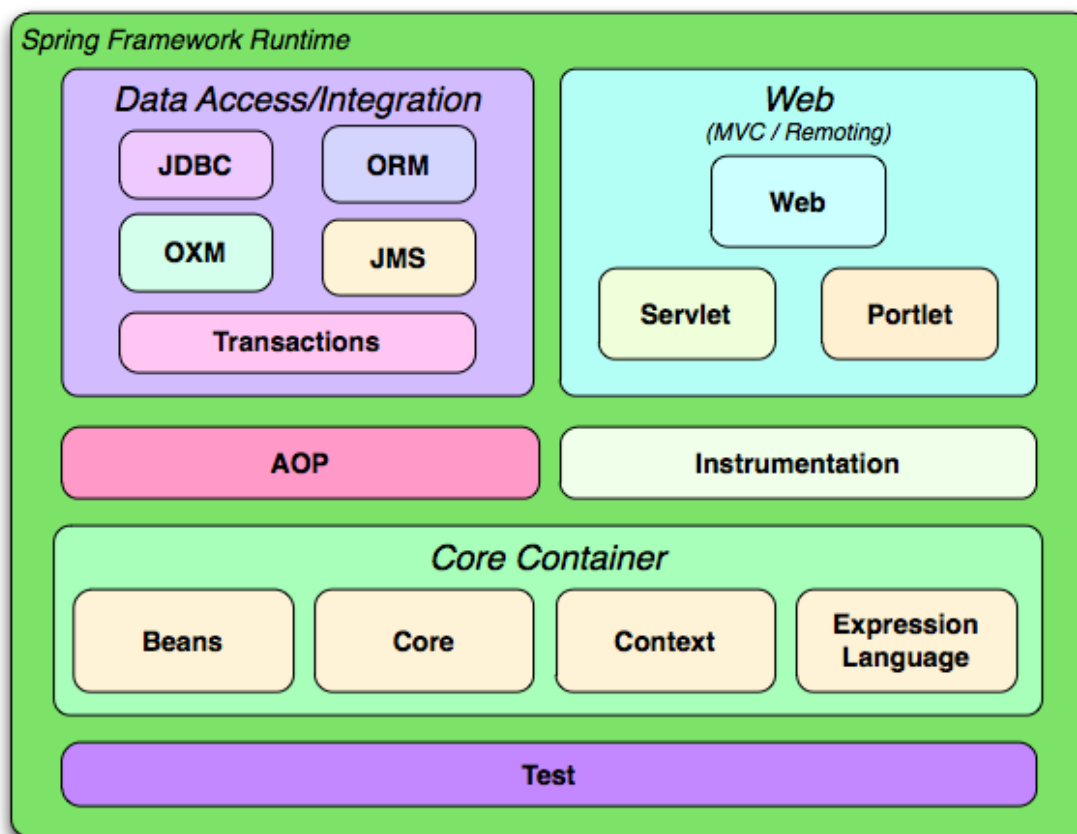 Spring Framework Runtime
Data Access/Integration
JDBC
ORM
OXM
JMS
Transactions
Web
(MVC / Remoting)
Web
Servlet
Portlet
AOP
Instrumentation
Core Container
Beans
Core
Context
Expression
Language
Test